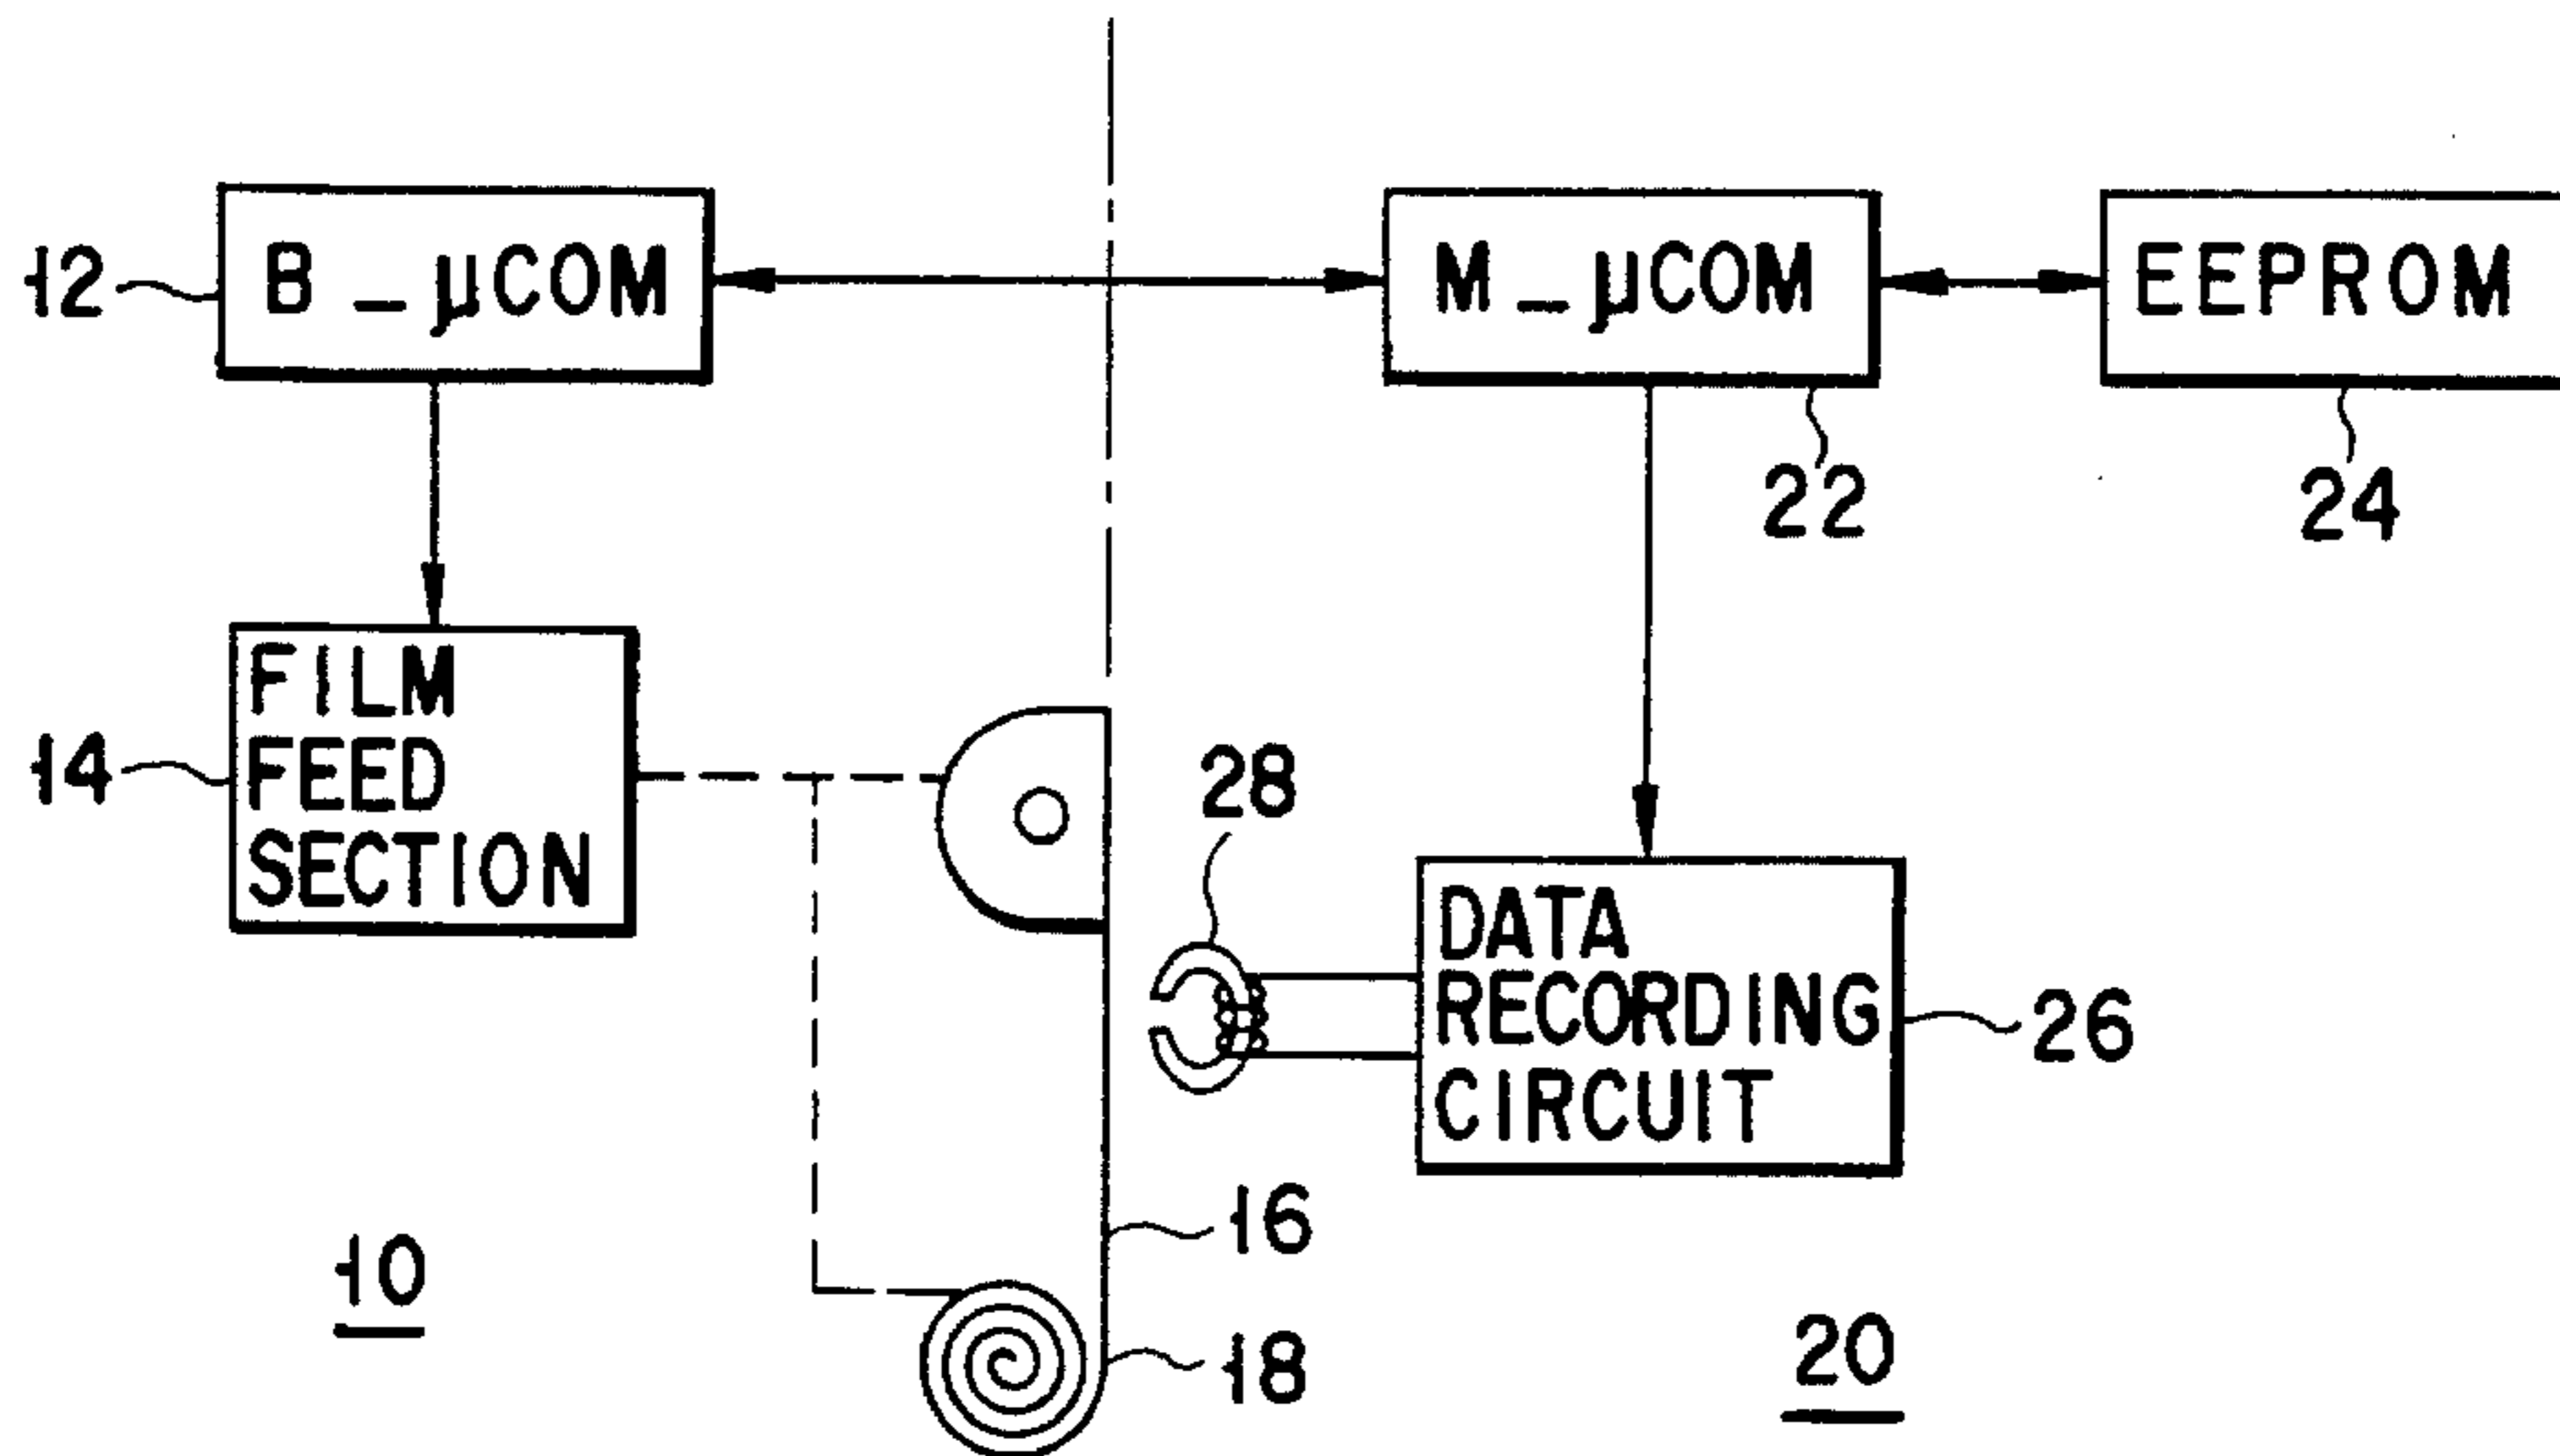 12
B_µCOM
M_µCOM
EEPROM
22
24
14
FILM
FEED
SECTION
28
DATA
RECORDING
CIRCUIT
26
16
10
18
20